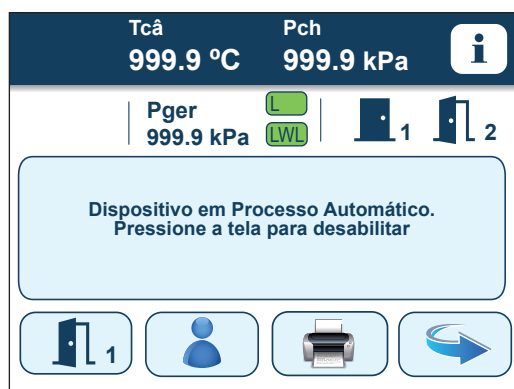 Tcâ Pch
999.9 ºC 999.9 kPa i
Pger L
999.9 kPa LWL 1 2
Dispositivo em Processo Automático.
Pressione a tela para desabilitar
1